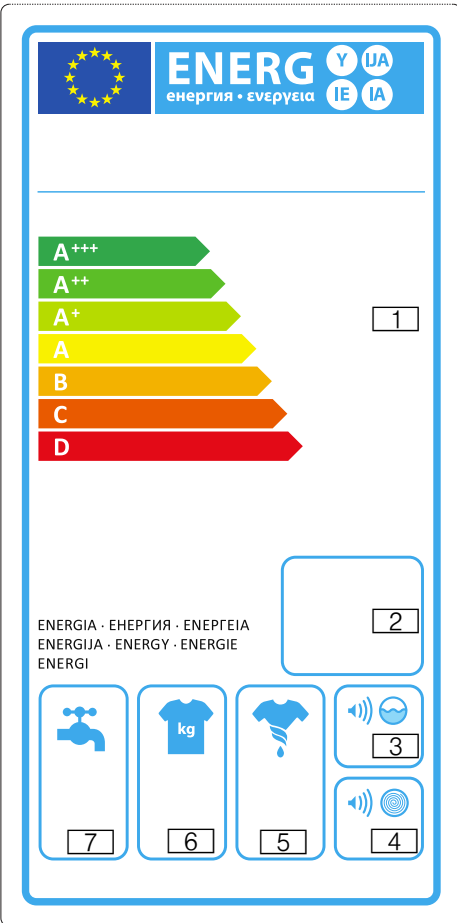 ENERG Y IJA
енергия · ενεργεια IE IA
A+++
A++
A+
1
A
B
C
D
2
ENERGIA · ЕНЕРГИЯ · ΕΝΕΡΓΕΙΑ
ENERGIJA · ENERGY · ENERGIE
ENERGI
kg
3
7
6
5
4